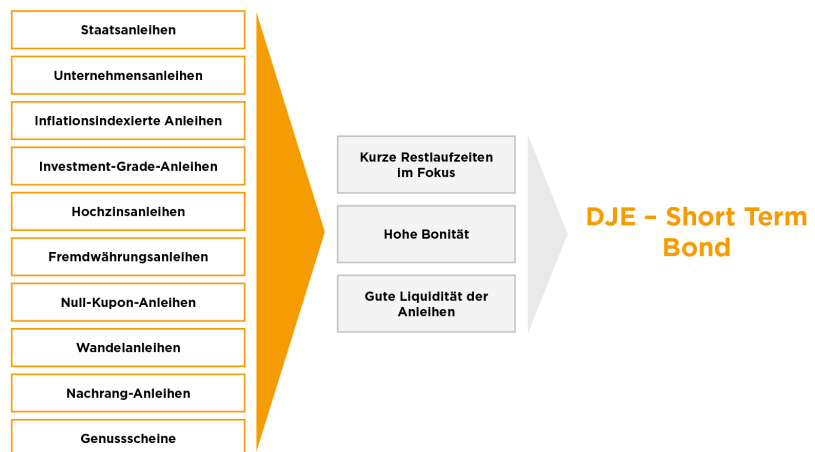 Staatsanleihen
Unternehmensanleihen
Inflationsindexierte Anleihen
Investment-Grade-Anleihen
Hochzinsanleihen
Fremdwährungsanleihen
Null-Kupon-Anleihen
Wandelanleihen
Nachrang-Anleihen
Genussscheine
Kurze Restlaufzeiten
im Fokus
Hohe Bonität
Gute Liquidität der
Anleihen
DJE – Short Term
Bond